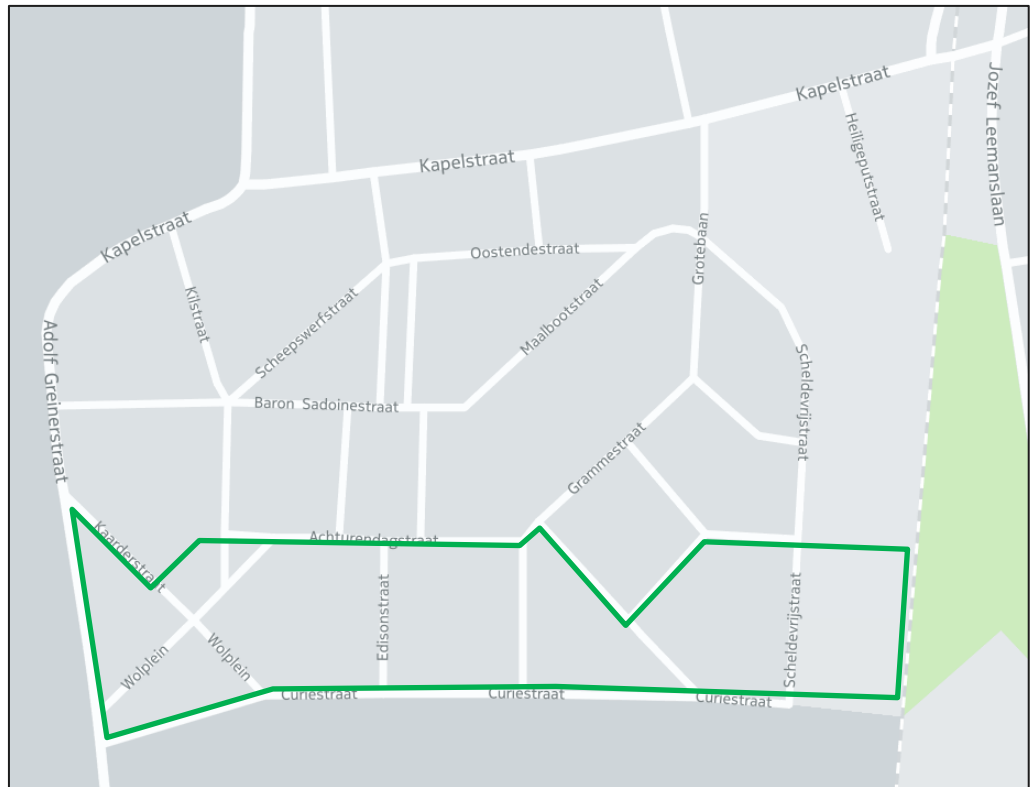 Jozef Leemanslaan
Kapelstraat
Heiligeputstraat
Kapelstraat
Kapelstraat
Grotebaan
Oostendestraat
Kilstraat
Scheepswerfstraat
Maalbootstraat
Adolf Greinerstraat
Scheldevrijstraat
Baron Sadoinestraat
Grammestraat
Kaarderstraat
Achturendagstraat
Edisonstraat
Scheldevrijstraat
Wolplein
Wolplein
Curiestraat
Curiestraat
Curiestraat